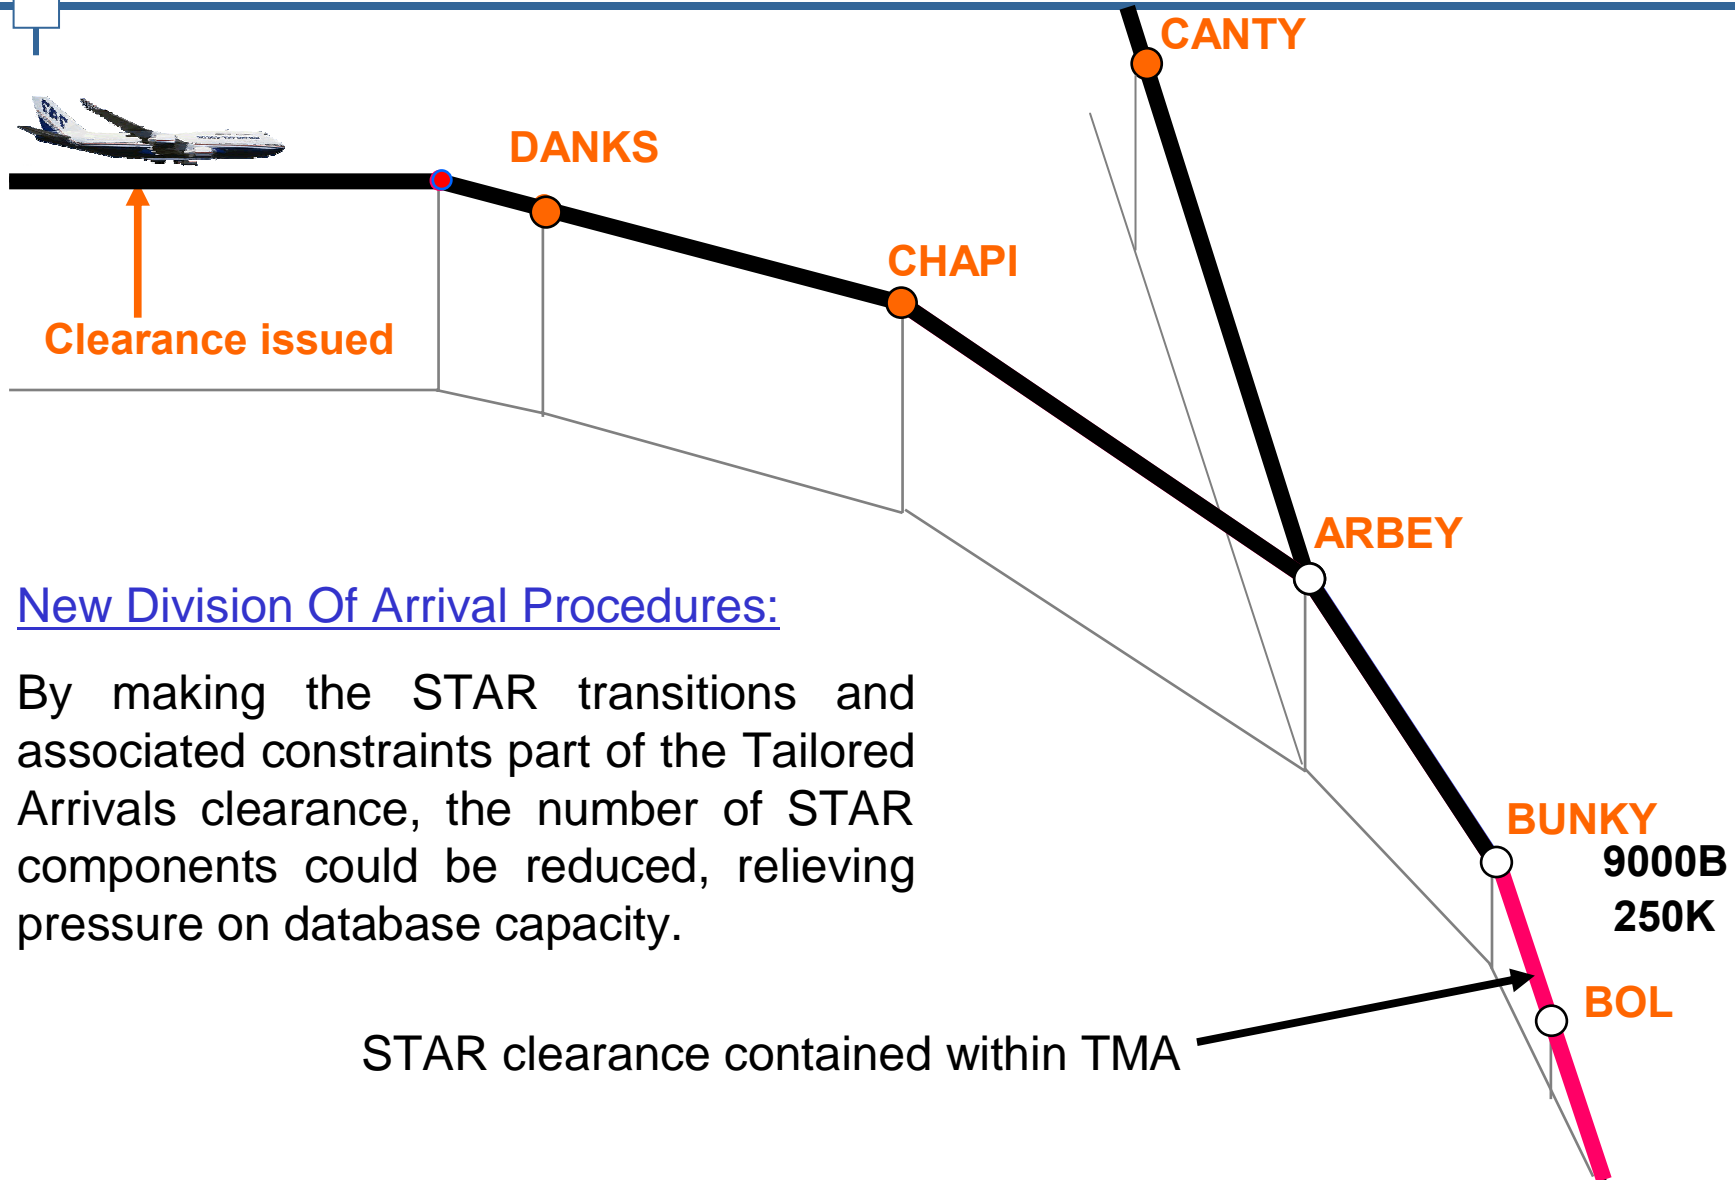 CANTY
DANKS
CHAPI
Clearance issued
ARBEY
New Division Of Arrival Procedures:
By making the STAR transitions and
associated constraints part of the Tailored
Arrivals clearance, the number of STAR
components could be reduced, relieving
pressure on database capacity.
BUNKY
9000B
250K
BOL
STAR clearance contained within TMA